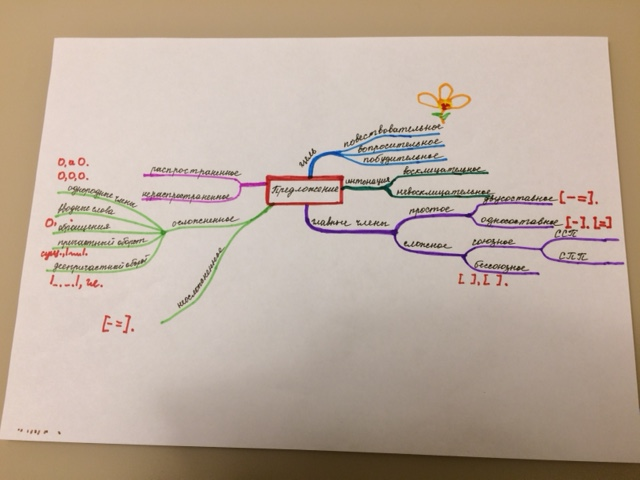 Предложение
цель
повествовательное
вопросительное
побудительное
интонация
восклицательное
невосклицательное
главные члены
простое
двусоставное
[-=].
односоставное
[-]. [=]
сложное
союзное
ССП
СПП
бессоюзное
[ ], [ ].
распространенное
нераспространенное
осложненное
O, а O.
O, O, O.
однородные члены
вводные слова
O,
обращения
причастный оборот
деепричастный оборот
неосложненное
[-=].